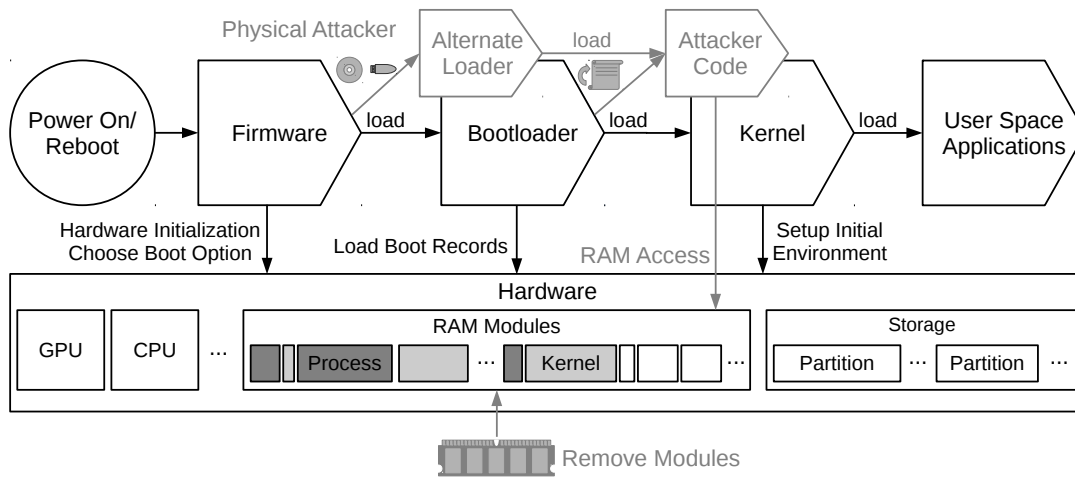 Physical Attacker
Alternate
Loader
load
Attacker
Code
Power On/
Reboot
Firmware
load
Bootloader
load
Kernel
load
User Space
Applications
Hardware Initialization
Choose Boot Option
Load Boot Records
RAM Access
Setup Initial
Environment
Hardware
GPU
CPU
...
RAM Modules
Process
...
Kernel
...
Storage
Partition
...
Partition
...
Remove Modules